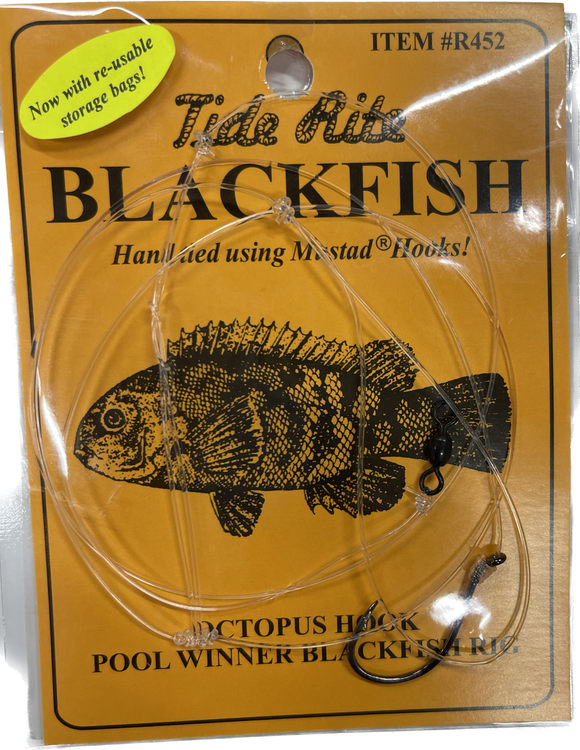 ITEM #R452
Now with re-usable
storage bags!
Tide Rite
BLACKFISH
Hand tied using Mustad® Hooks!
OCTOPUS HOOK
POOL WINNER BLACKFISH RIG